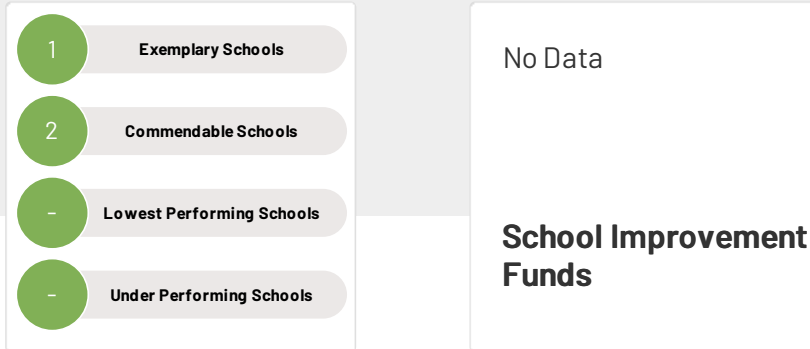 1
Exemplary Schools
2
Commendable Schools
–
Lowest Performing Schools
–
Under Performing Schools
No Data
School Improvement
Funds